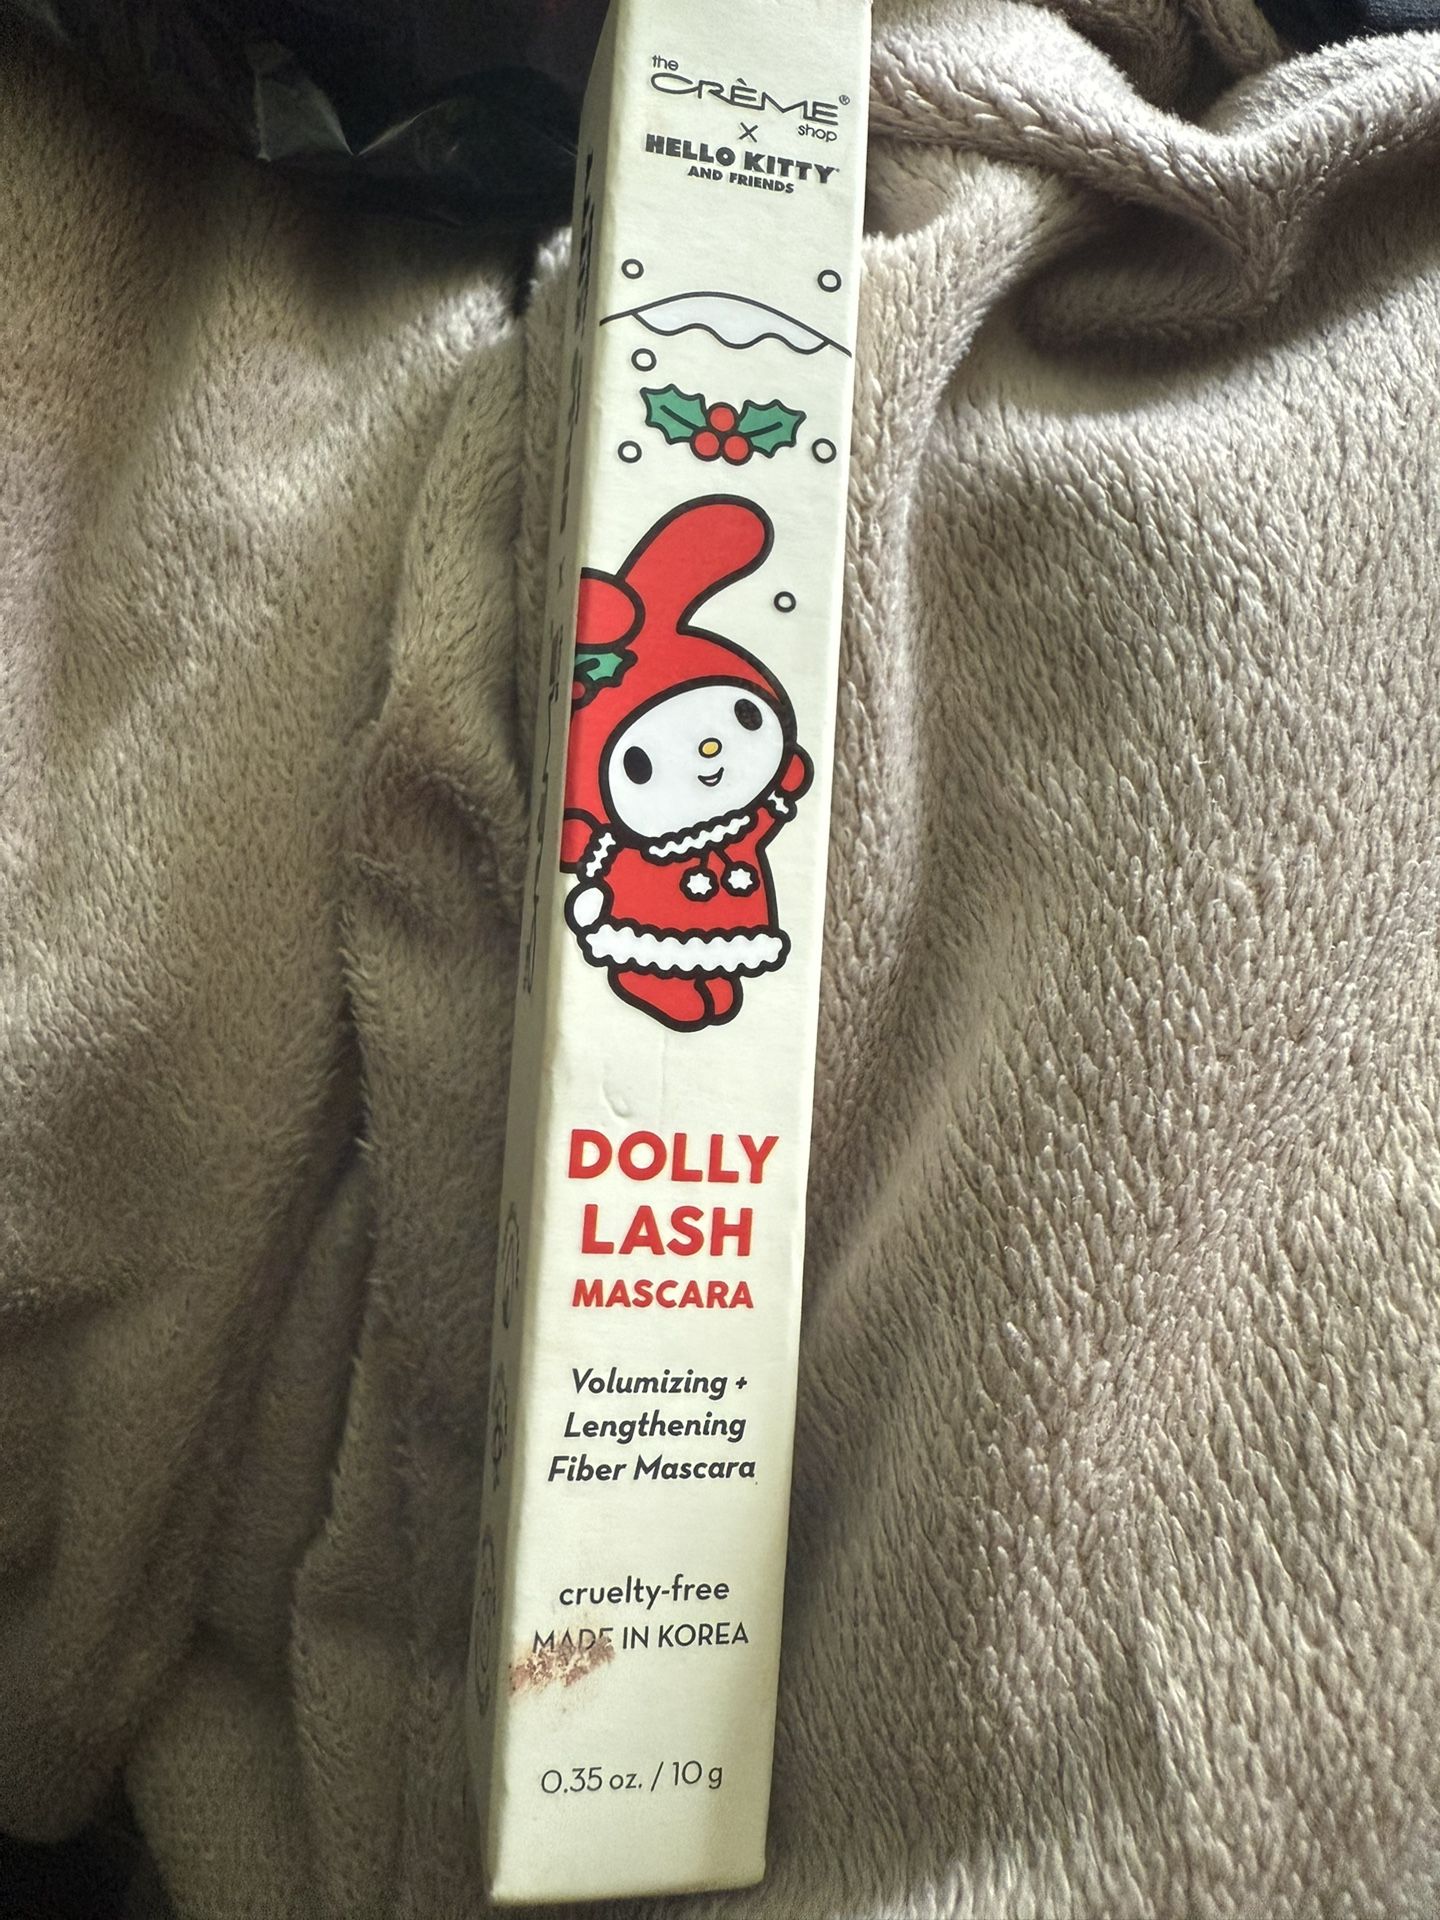 the
CRÈME®
shop
X
HELLO KITTY
AND FRIENDS
DOLLY
LASH
MASCARA
Volumizing +
Lengthening
Fiber Mascara
cruelty-free
MADE IN KOREA
0.35 oz. / 10 g